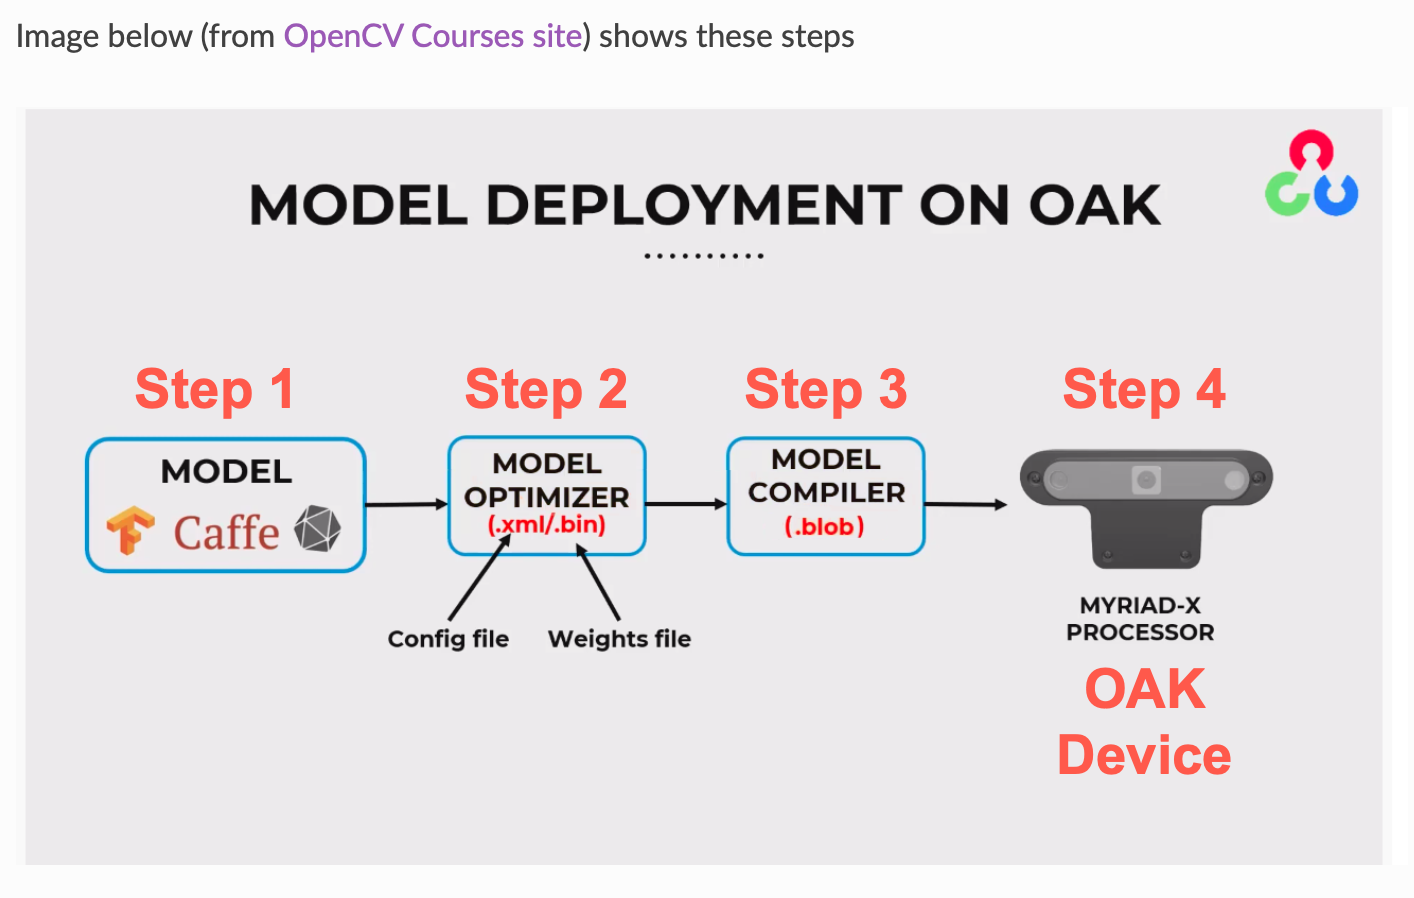 Image below (from OpenCV Courses site) shows these steps
MODEL DEPLOYMENT ON OAK
Step 1
Step 2
Step 3
Step 4
MODEL
Caffe
MODEL
OPTIMIZER
(.xml/.bin)
MODEL
COMPILER
(.blob)
Config file
Weights file
MYRIAD-X
PROCESSOR
OAK
Device